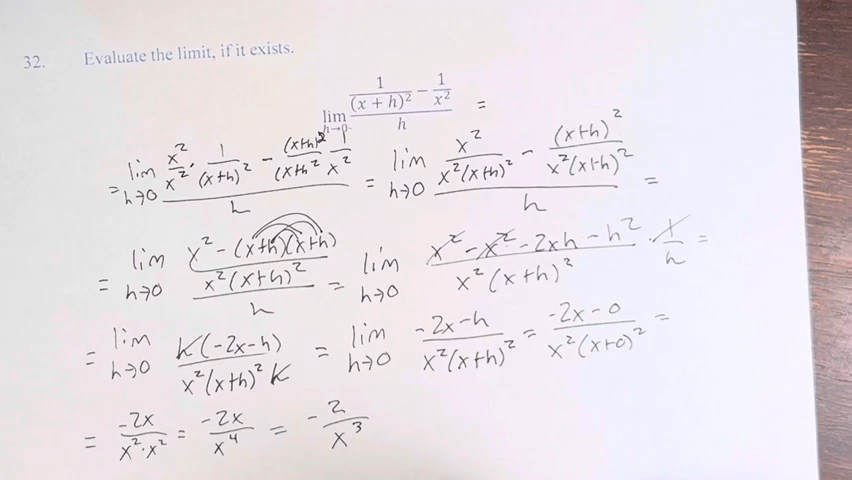 32. Evaluate the limit, if it exists.
lim h→0 (1/(x + h)² − 1/x²)/h =
= lim h→0 (x²/x² · 1/(x+h)² − (x+h)²/(x+h)² · 1/x²)/h = lim h→0 (x²/(x²(x+h)²) − (x+h)²/(x²(x+h)²))/h =
= lim h→0 ((x² − (x+h)(x+h))/(x²(x+h)²))/h = lim h→0 (x² − x² − 2xh − h²)/(x²(x+h)²) · 1/h =
= lim h→0 h(−2x−h)/(x²(x+h)² h) = lim h→0 (−2x−h)/(x²(x+h)²) = (−2x−0)/(x²(x+0)²) =
= −2x/(x²·x²) = −2x/x⁴ = −2/x³